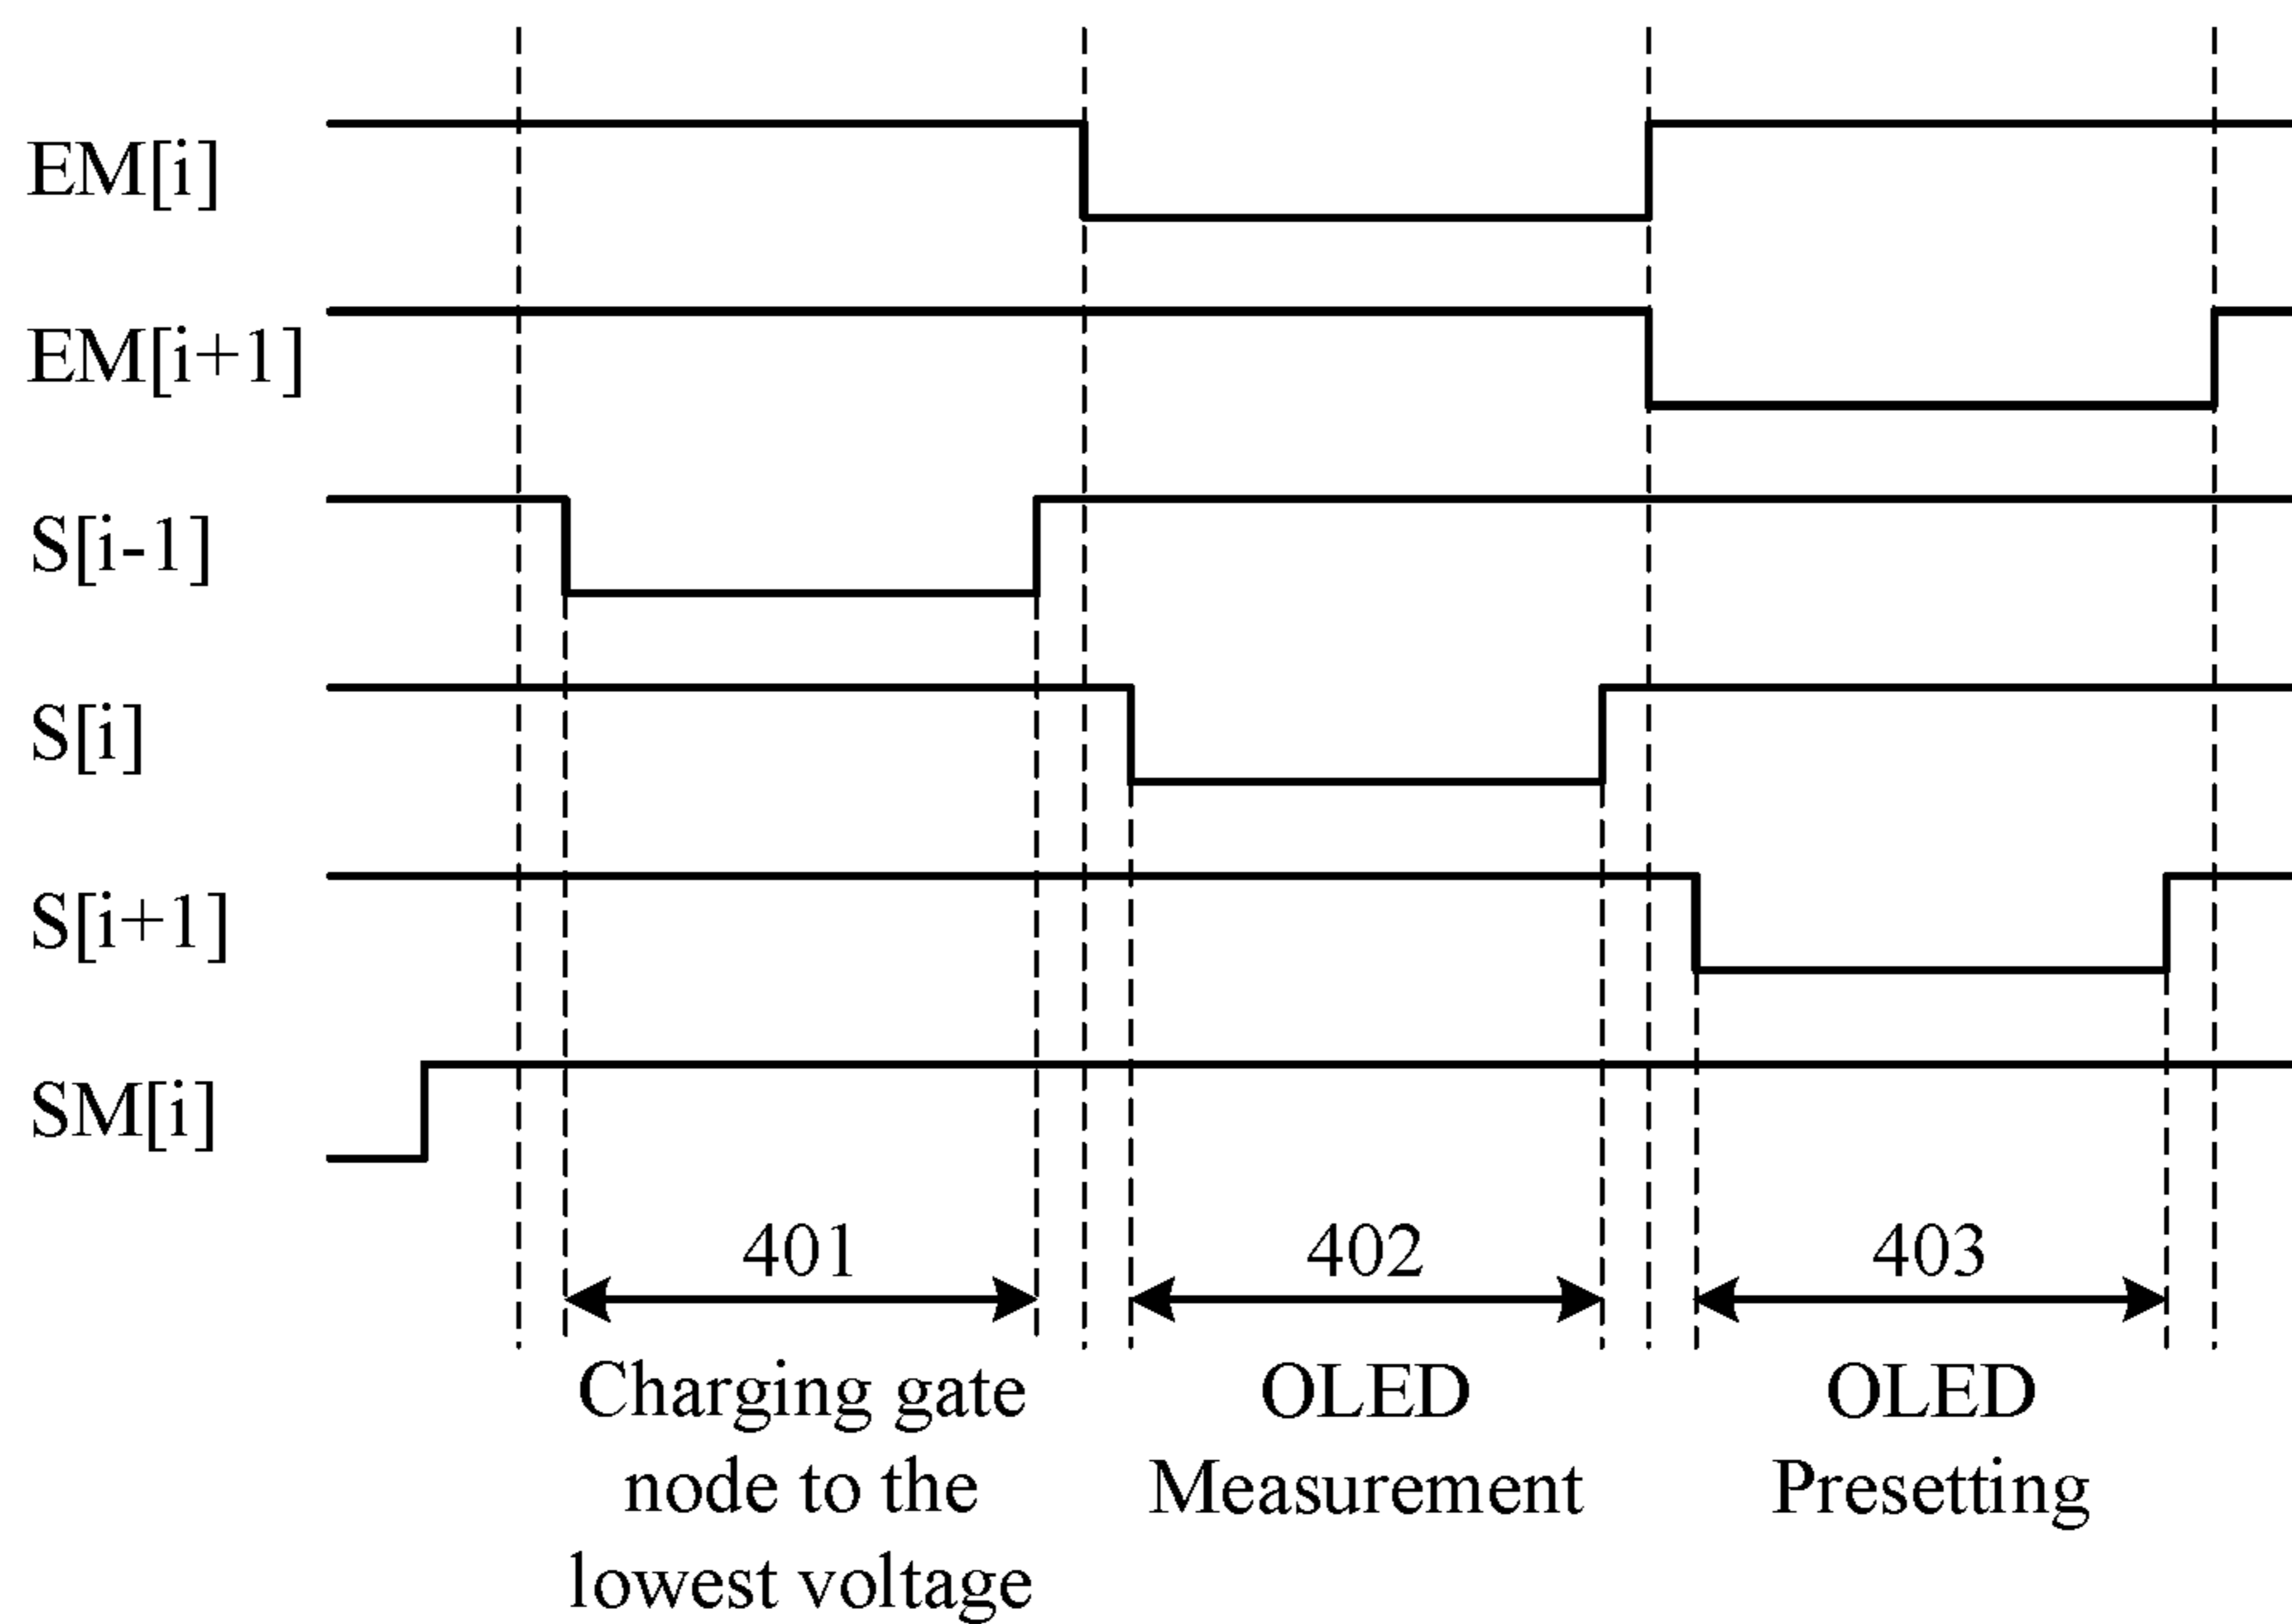 EM[i]
EM[i+1]
S[i-1]
S[i]
S[i+1]
SM[i]
401
402
403
Charging gate
node to the
lowest voltage
OLED
Measurement
OLED
Presetting